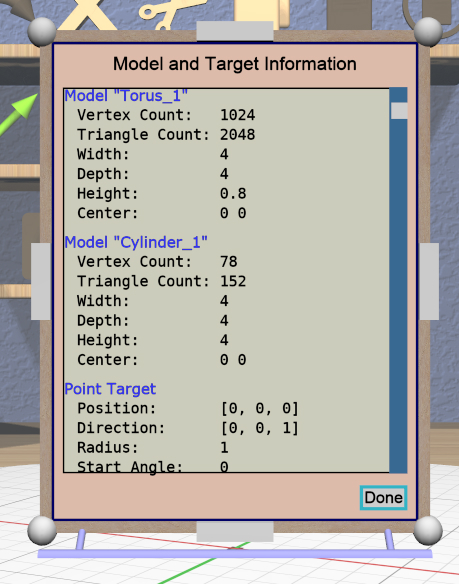 Model and Target Information
Model "Torus_1"
Vertex Count: 1024
Triangle Count: 2048
Width: 4
Depth: 4
Height: 0.8
Center: 0 0
Model "Cylinder_1"
Vertex Count: 78
Triangle Count: 152
Width: 4
Depth: 4
Height: 4
Center: 0 0
Point Target
Position: [0, 0, 0]
Direction: [0, 0, 1]
Radius: 1
Start Angle: 0
Done